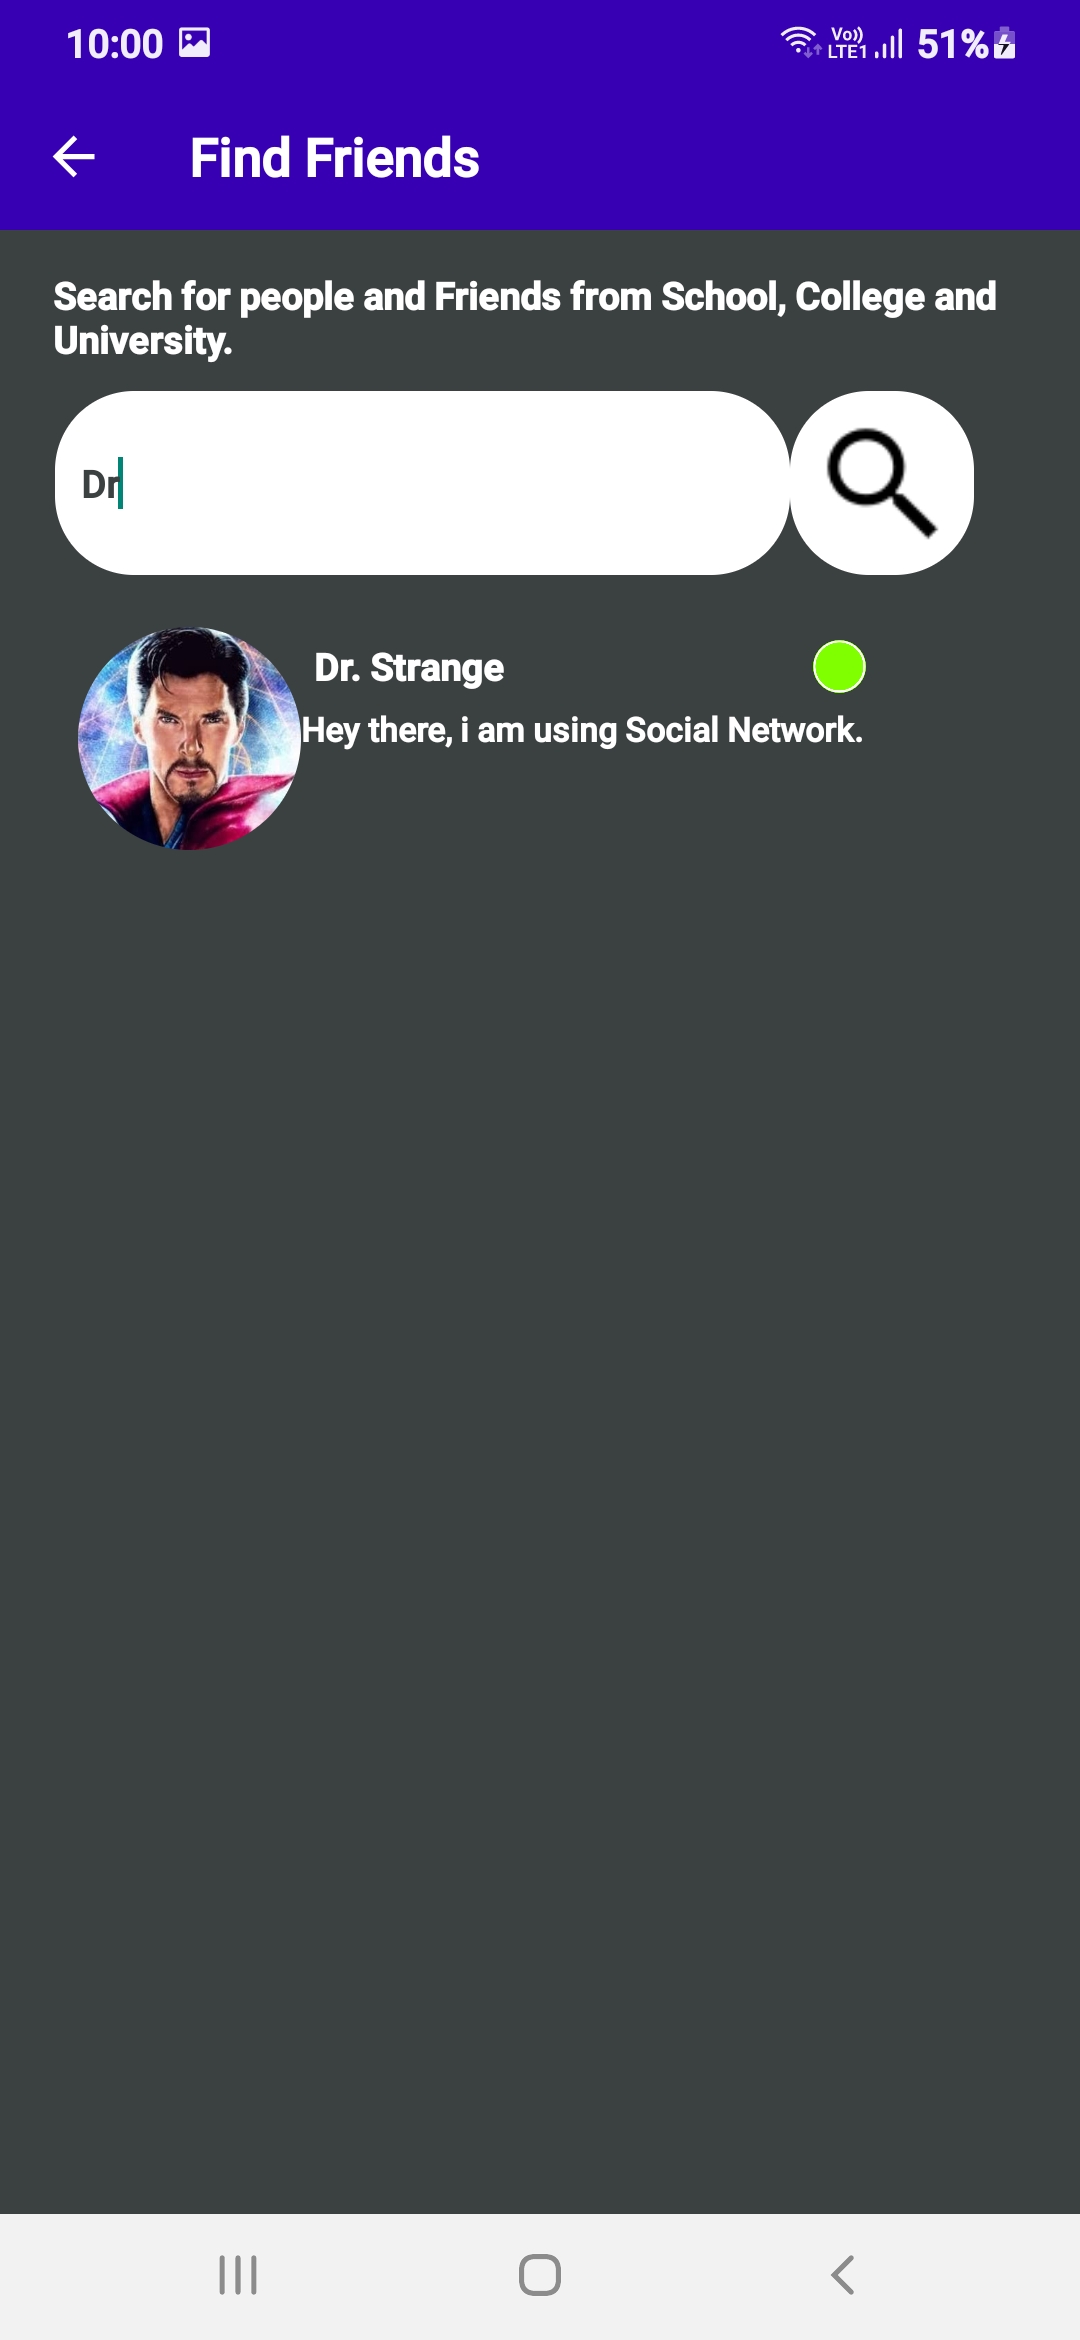 10:00 Vo)) LTE1 51%
Find Friends
Search for people and Friends from School, College and
University.
Dr
Dr. Strange
Hey there, i am using Social Network.